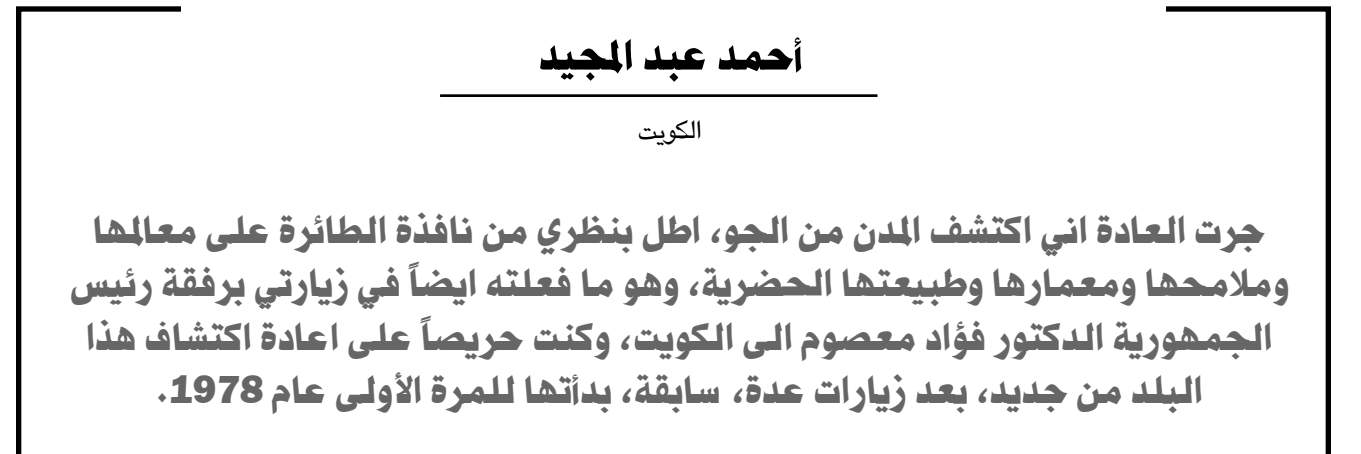 أحمد عبد المجيد
الكويت
جرت العادة اني اكتشف المدن من الجو، اطل بنظري من نافذة الطائرة على معالمها
وملامحها ومعمارها وطبيعتها الحضرية، وهو ما فعلته ايضاً في زيارتي برفقة رئيس
الجمهورية الدكتور فؤاد معصوم الى الكويت، وكنت حريصاً على اعادة اكتشاف هذا
البلد من جديد، بعد زيارات عدة، سابقة، بدأتها للمرة الأولى عام 1978.